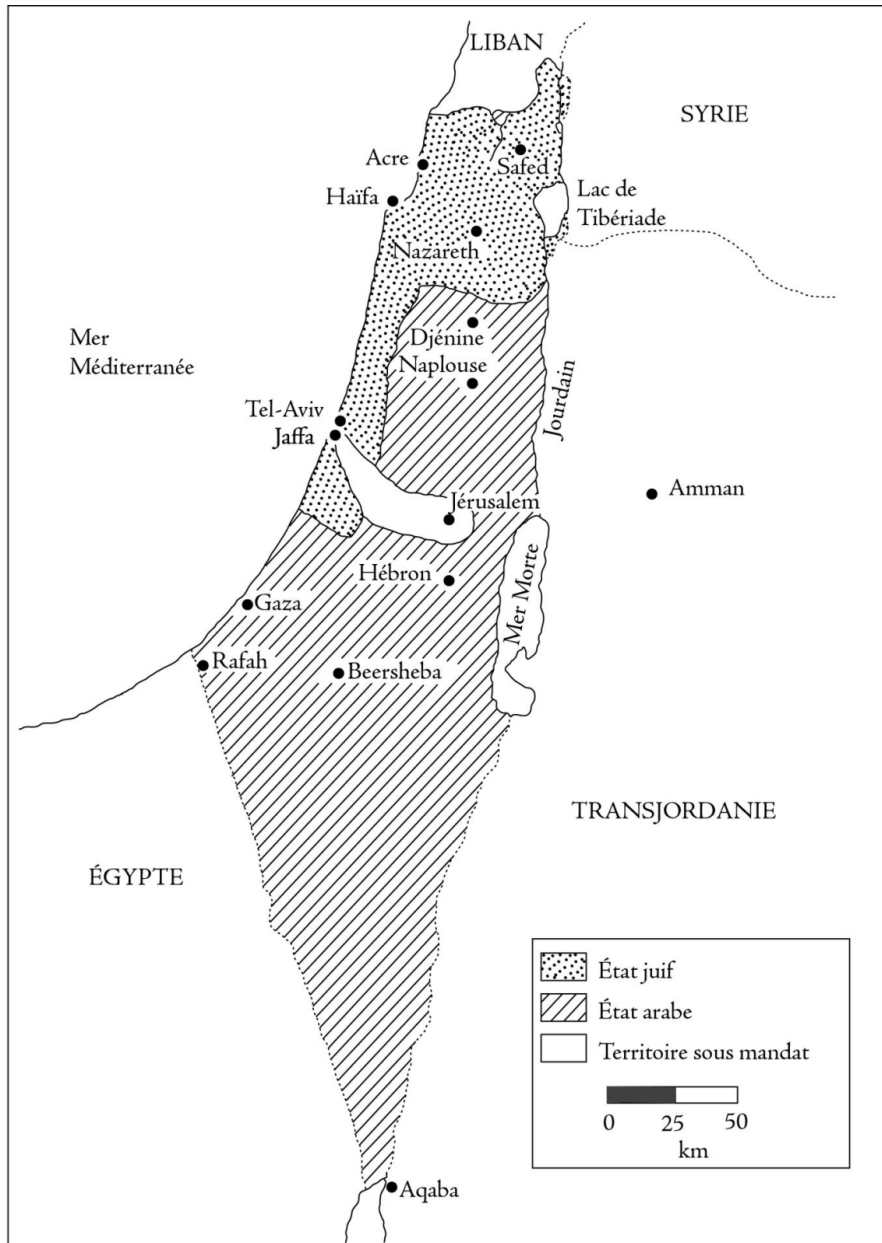 LIBAN
SYRIE
Acre
Safed
Haïfa
Lac de
Tibériade
Nazareth
Mer
Méditerranée
Djénine
Naplouse
Jourdain
Tel-Aviv
Jaffa
Amman
Jérusalem
Hébron
Mer Morte
Gaza
Rafah
Beersheba
TRANSJORDANIE
ÉGYPTE
État juif
État arabe
Territoire sous mandat
0 25 50
km
Aqaba